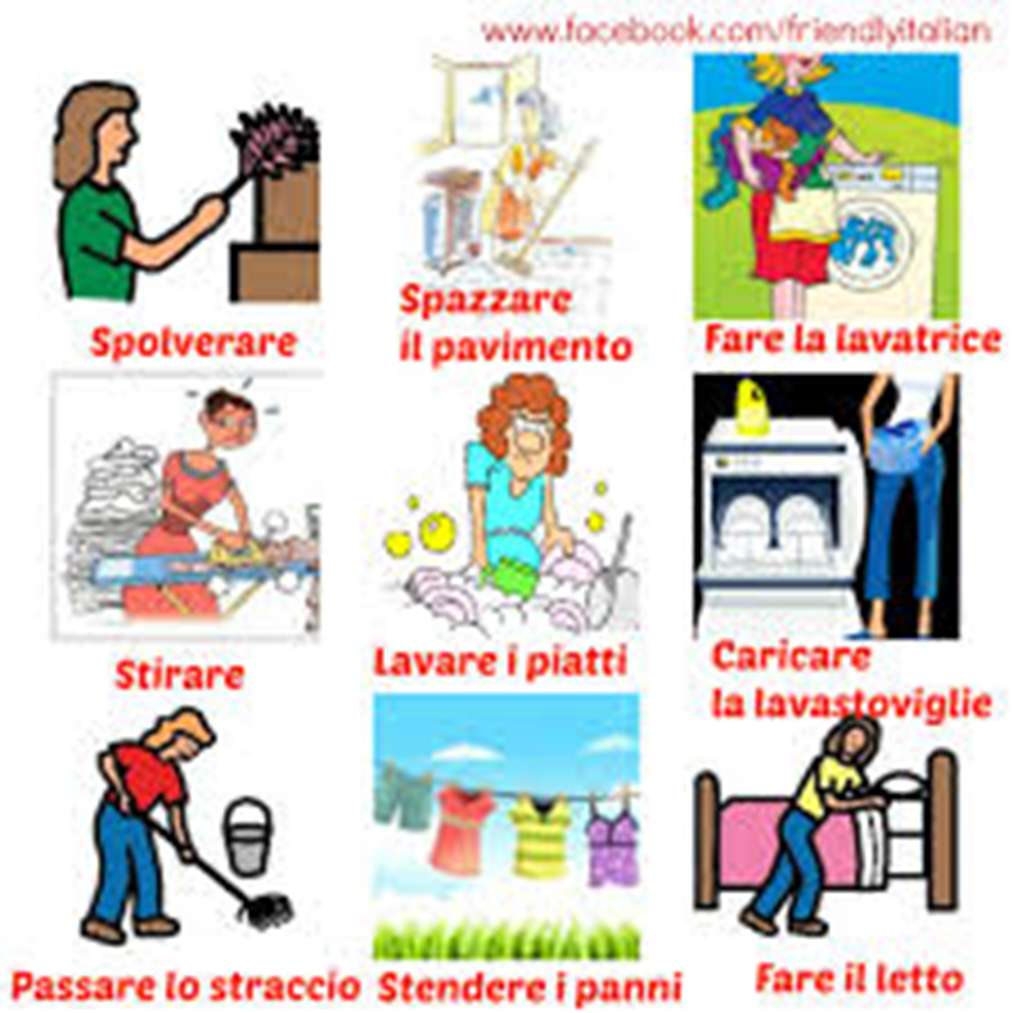 www.facebook.com/friendlyitalian
Spolverare
Spazzare
il pavimento
Fare la lavatrice
Stirare
Lavare i piatti
Caricare
la lavastoviglie
Passare lo straccio
Stendere i panni
Fare il letto